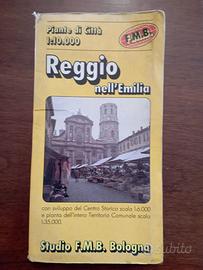 Piante di Città
1:10.000
F.M.B.
Reggio
nell'Emilia
con sviluppo del Centro Storico scala 1:6.000
e pianta dell'intero Territorio Comunale scala
1:35.000.
Studio F.M.B. Bologna
subito